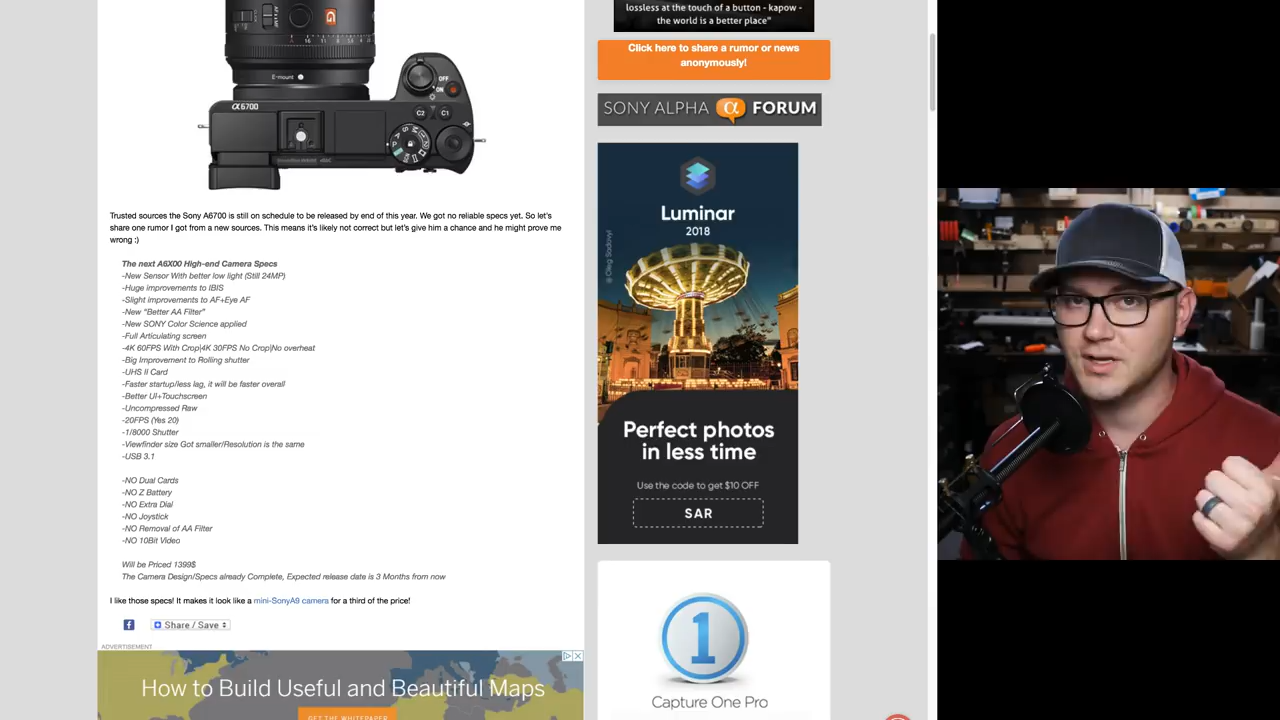 lossless at the touch of a button - kapow -
the world is a better place"
Click here to share a rumor or news
anonymously!
SONY ALPHA α FORUM
G
E-mount
α6700
OFF
ON
C2
C1
Trusted sources the Sony A6700 is still on schedule to be released by end of this year. We got no reliable specs yet. So let's
share one rumor I got from a new sources. This means it's likely not correct but let's give him a chance and he might prove me
wrong :)
The next A6X00 High-end Camera Specs
-New Sensor With better low light (Still 24MP)
-Huge improvements to IBIS
-Slight improvements to AF+Eye AF
-New "Better AA Filter"
-New SONY Color Science applied
-Full Articulating screen
-4K 60FPS With Crop|4K 30FPS No Crop|No overheat
-Big Improvement to Rolling shutter
-UHS II Card
-Faster startup/less lag, it will be faster overall
-Better UI+Touchscreen
-Uncompressed Raw
-20FPS (Yes 20)
-1/8000 Shutter
-Viewfinder size Got smaller/Resolution is the same
-USB 3.1
-NO Dual Cards
-NO Z Battery
-NO Extra Dial
-NO Joystick
-NO Removal of AA Filter
-NO 10Bit Video
Will be Priced 1399$
The Camera Design/Specs already Complete, Expected release date is 3 Months from now
I like those specs! It makes it look like a mini-SonyA9 camera for a third of the price!
Share / Save
ADVERTISEMENT
How to Build Useful and Beautiful Maps
GET THE WHITEPAPER
Luminar
2018
@ Oleg Sadovyi
Perfect photos
in less time
Use the code to get $10 OFF
SAR
1
Capture One Pro